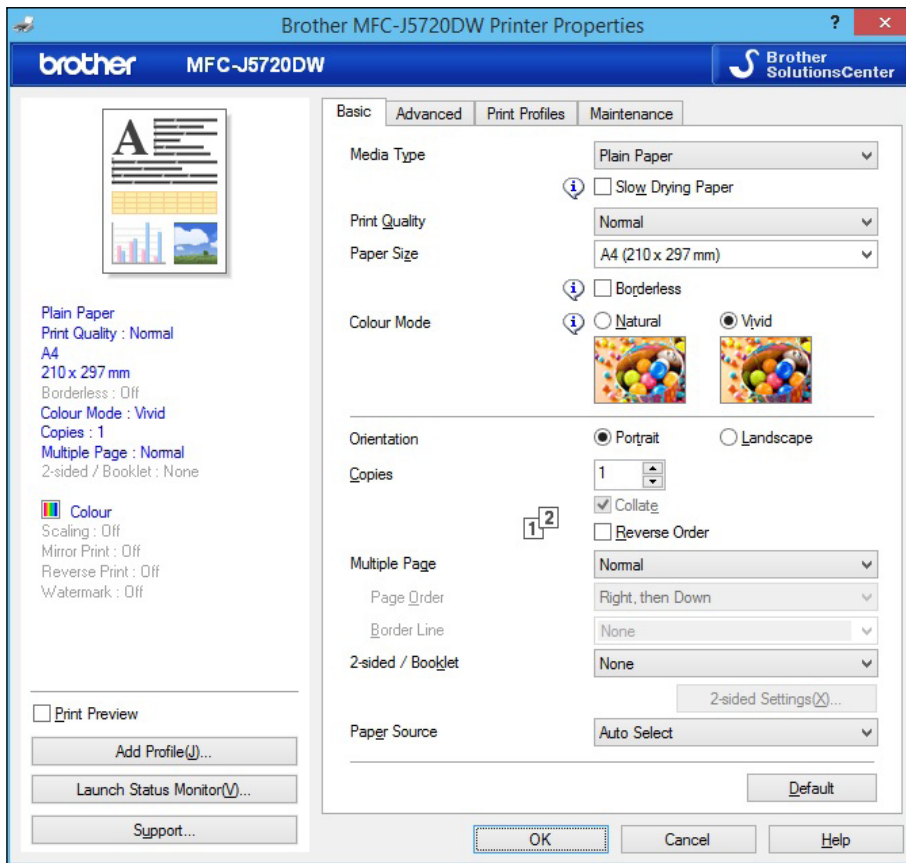 Brother MFC-J5720DW Printer Properties
?
brother MFC-J5720DW
Brother
SolutionsCenter
A
Plain Paper
Print Quality : Normal
A4
210 x 297 mm
Borderless : Off
Colour Mode : Vivid
Copies : 1
Multiple Page : Normal
2-sided / Booklet : None
Colour
Scaling : Off
Mirror Print : Off
Reverse Print : Off
Watermark : Off
Print Preview
Add Profile(J)...
Launch Status Monitor(V)...
Support...
Basic Advanced Print Profiles Maintenance
Media Type Plain Paper
Slow Drying Paper
Print Quality Normal
Paper Size A4 (210 x 297 mm)
Borderless
Colour Mode Natural Vivid
Orientation Portrait Landscape
Copies 1
Collate
1 2
Reverse Order
Multiple Page Normal
Page Order Right, then Down
Border Line None
2-sided / Booklet None
2-sided Settings(X)...
Paper Source Auto Select
Default
OK Cancel Help